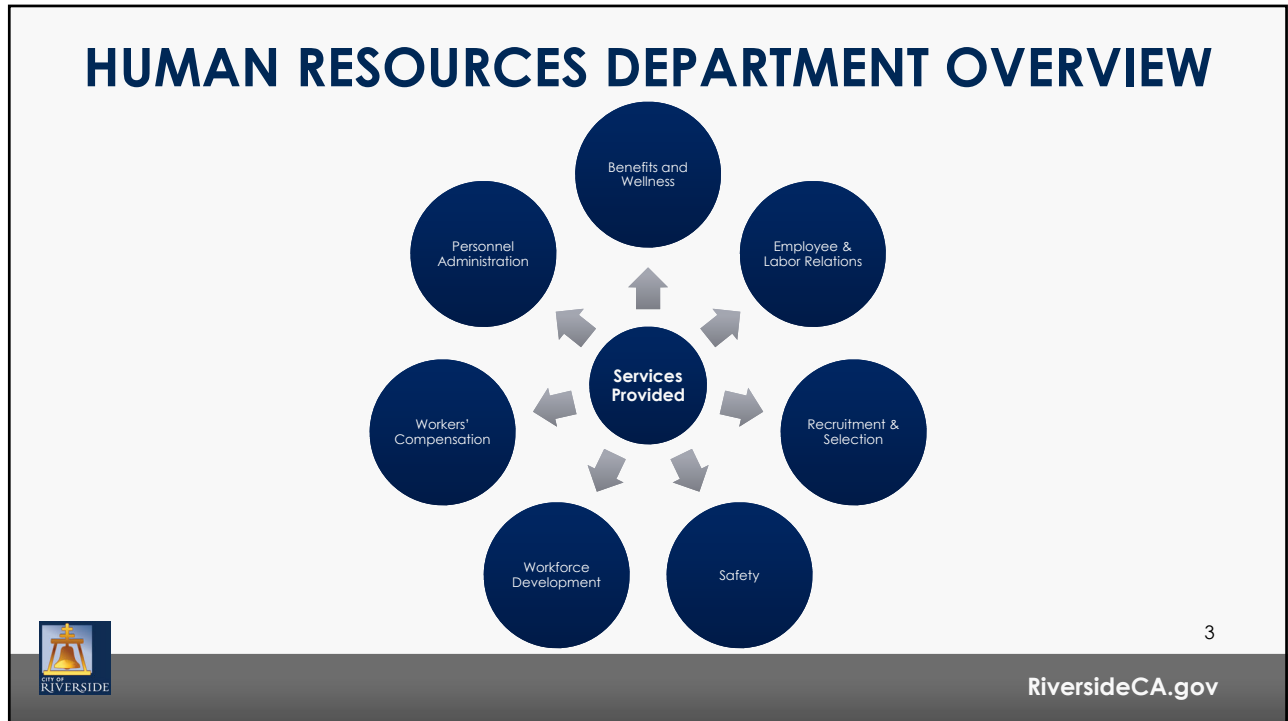 HUMAN RESOURCES DEPARTMENT OVERVIEW
Benefits and
Wellness
Employee &
Labor Relations
Recruitment &
Selection
Safety
Workforce
Development
Workers’
Compensation
Personnel
Administration
Services
Provided
3
CITY OF
RIVERSIDE
RiversideCA.gov